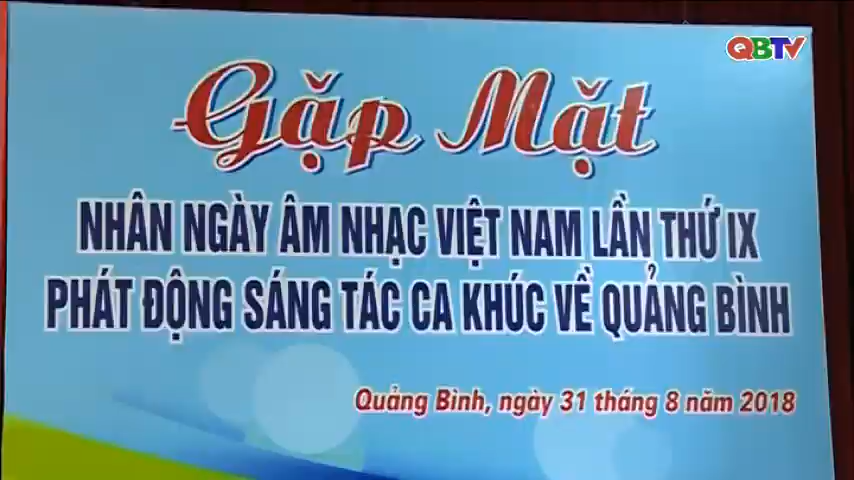 QBTV
Gặp Mặt
NHÂN NGÀY ÂM NHẠC VIỆT NAM LẦN THỨ IX
PHÁT ĐỘNG SÁNG TÁC CA KHÚC VỀ QUẢNG BÌNH
Quảng Bình, ngày 31 tháng 8 năm 2018